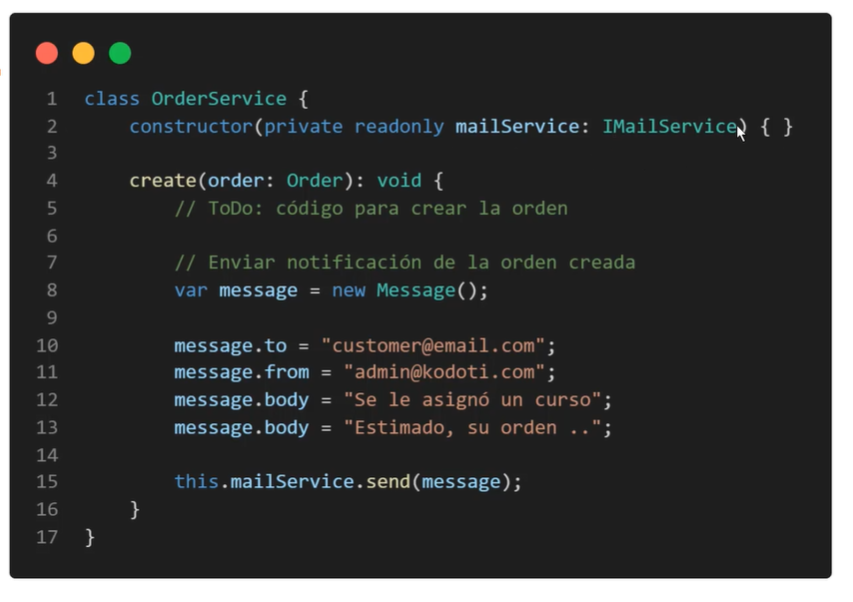 1 class OrderService {
2 constructor(private readonly mailService: IMailService) { }
3
4 create(order: Order): void {
5 // ToDo: código para crear la orden
6
7 // Enviar notificación de la orden creada
8 var message = new Message();
9
10 message.to = "customer@email.com";
11 message.from = "admin@kodoti.com";
12 message.body = "Se le asignó un curso";
13 message.body = "Estimado, su orden ..";
14
15 this.mailService.send(message);
16 }
17 }